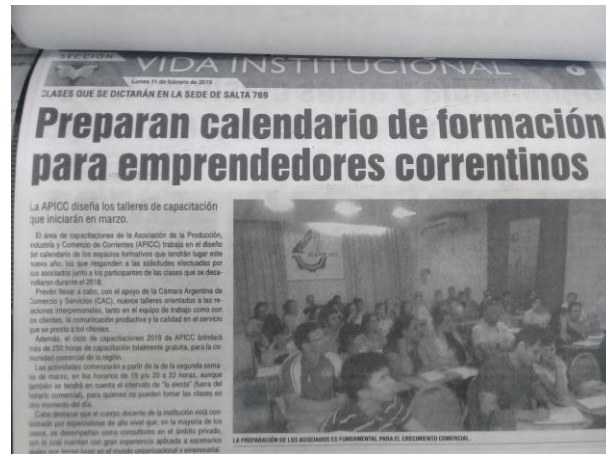 SECCIÓN
VIDA INSTITUCIONAL
Lunes 11 de febrero de 2019
CLASES QUE SE DICTARÁN EN LA SEDE DE SALTA 769
Preparan calendario de formación
para emprendedores correntinos
La APICC diseña los talleres de capacitación
que iniciarán en marzo.
El área de capacitaciones de la Asociación de la Producción,
Industria y Comercio de Corrientes (APICC) trabaja en el diseño
del calendario de los espacios formativos que tendrán lugar este
nuevo año, los que responden a las solicitudes efectuadas por
sus asociados junto a los participantes de las clases que se desa-
rrollaron durante el 2018.
Prevén llevar a cabo, con el apoyo de la Cámara Argentina de
Comercio y Servicios (CAC), nuevos talleres orientados a las re-
laciones interpersonales, tanto en el equipo de trabajo como con
los clientes, la comunicación productiva y la calidad en el servicio
que se presta a los clientes.
Además, el ciclo de capacitaciones 2019 de APICC brindará
más de 250 horas de capacitación totalmente gratuita, para la co-
munidad comercial de la región.
Las actividades comenzarán a partir de la de la segunda sema-
na de marzo, en los horarios de 19 y/o 20 a 22 horas, aunque
también se tendrá en cuenta el intervalo de "la siesta" (fuera del
horario comercial), para quienes no pueden tomar las clases en
otro momento del día.
Cabe destacar que el cuerpo docente de la institución está con-
formado por especialistas de alto nivel que, en la mayoría de los
casos, se desempeñan como consultores en el ámbito privado,
con lo cual cuentan con gran experiencia aplicada a escenarios
reales que tienen lugar en el mundo organizacional y empresarial.
LA PREPARACIÓN DE LOS ASOCIADOS ES FUNDAMENTAL PARA EL CRECIMIENTO COMERCIAL.